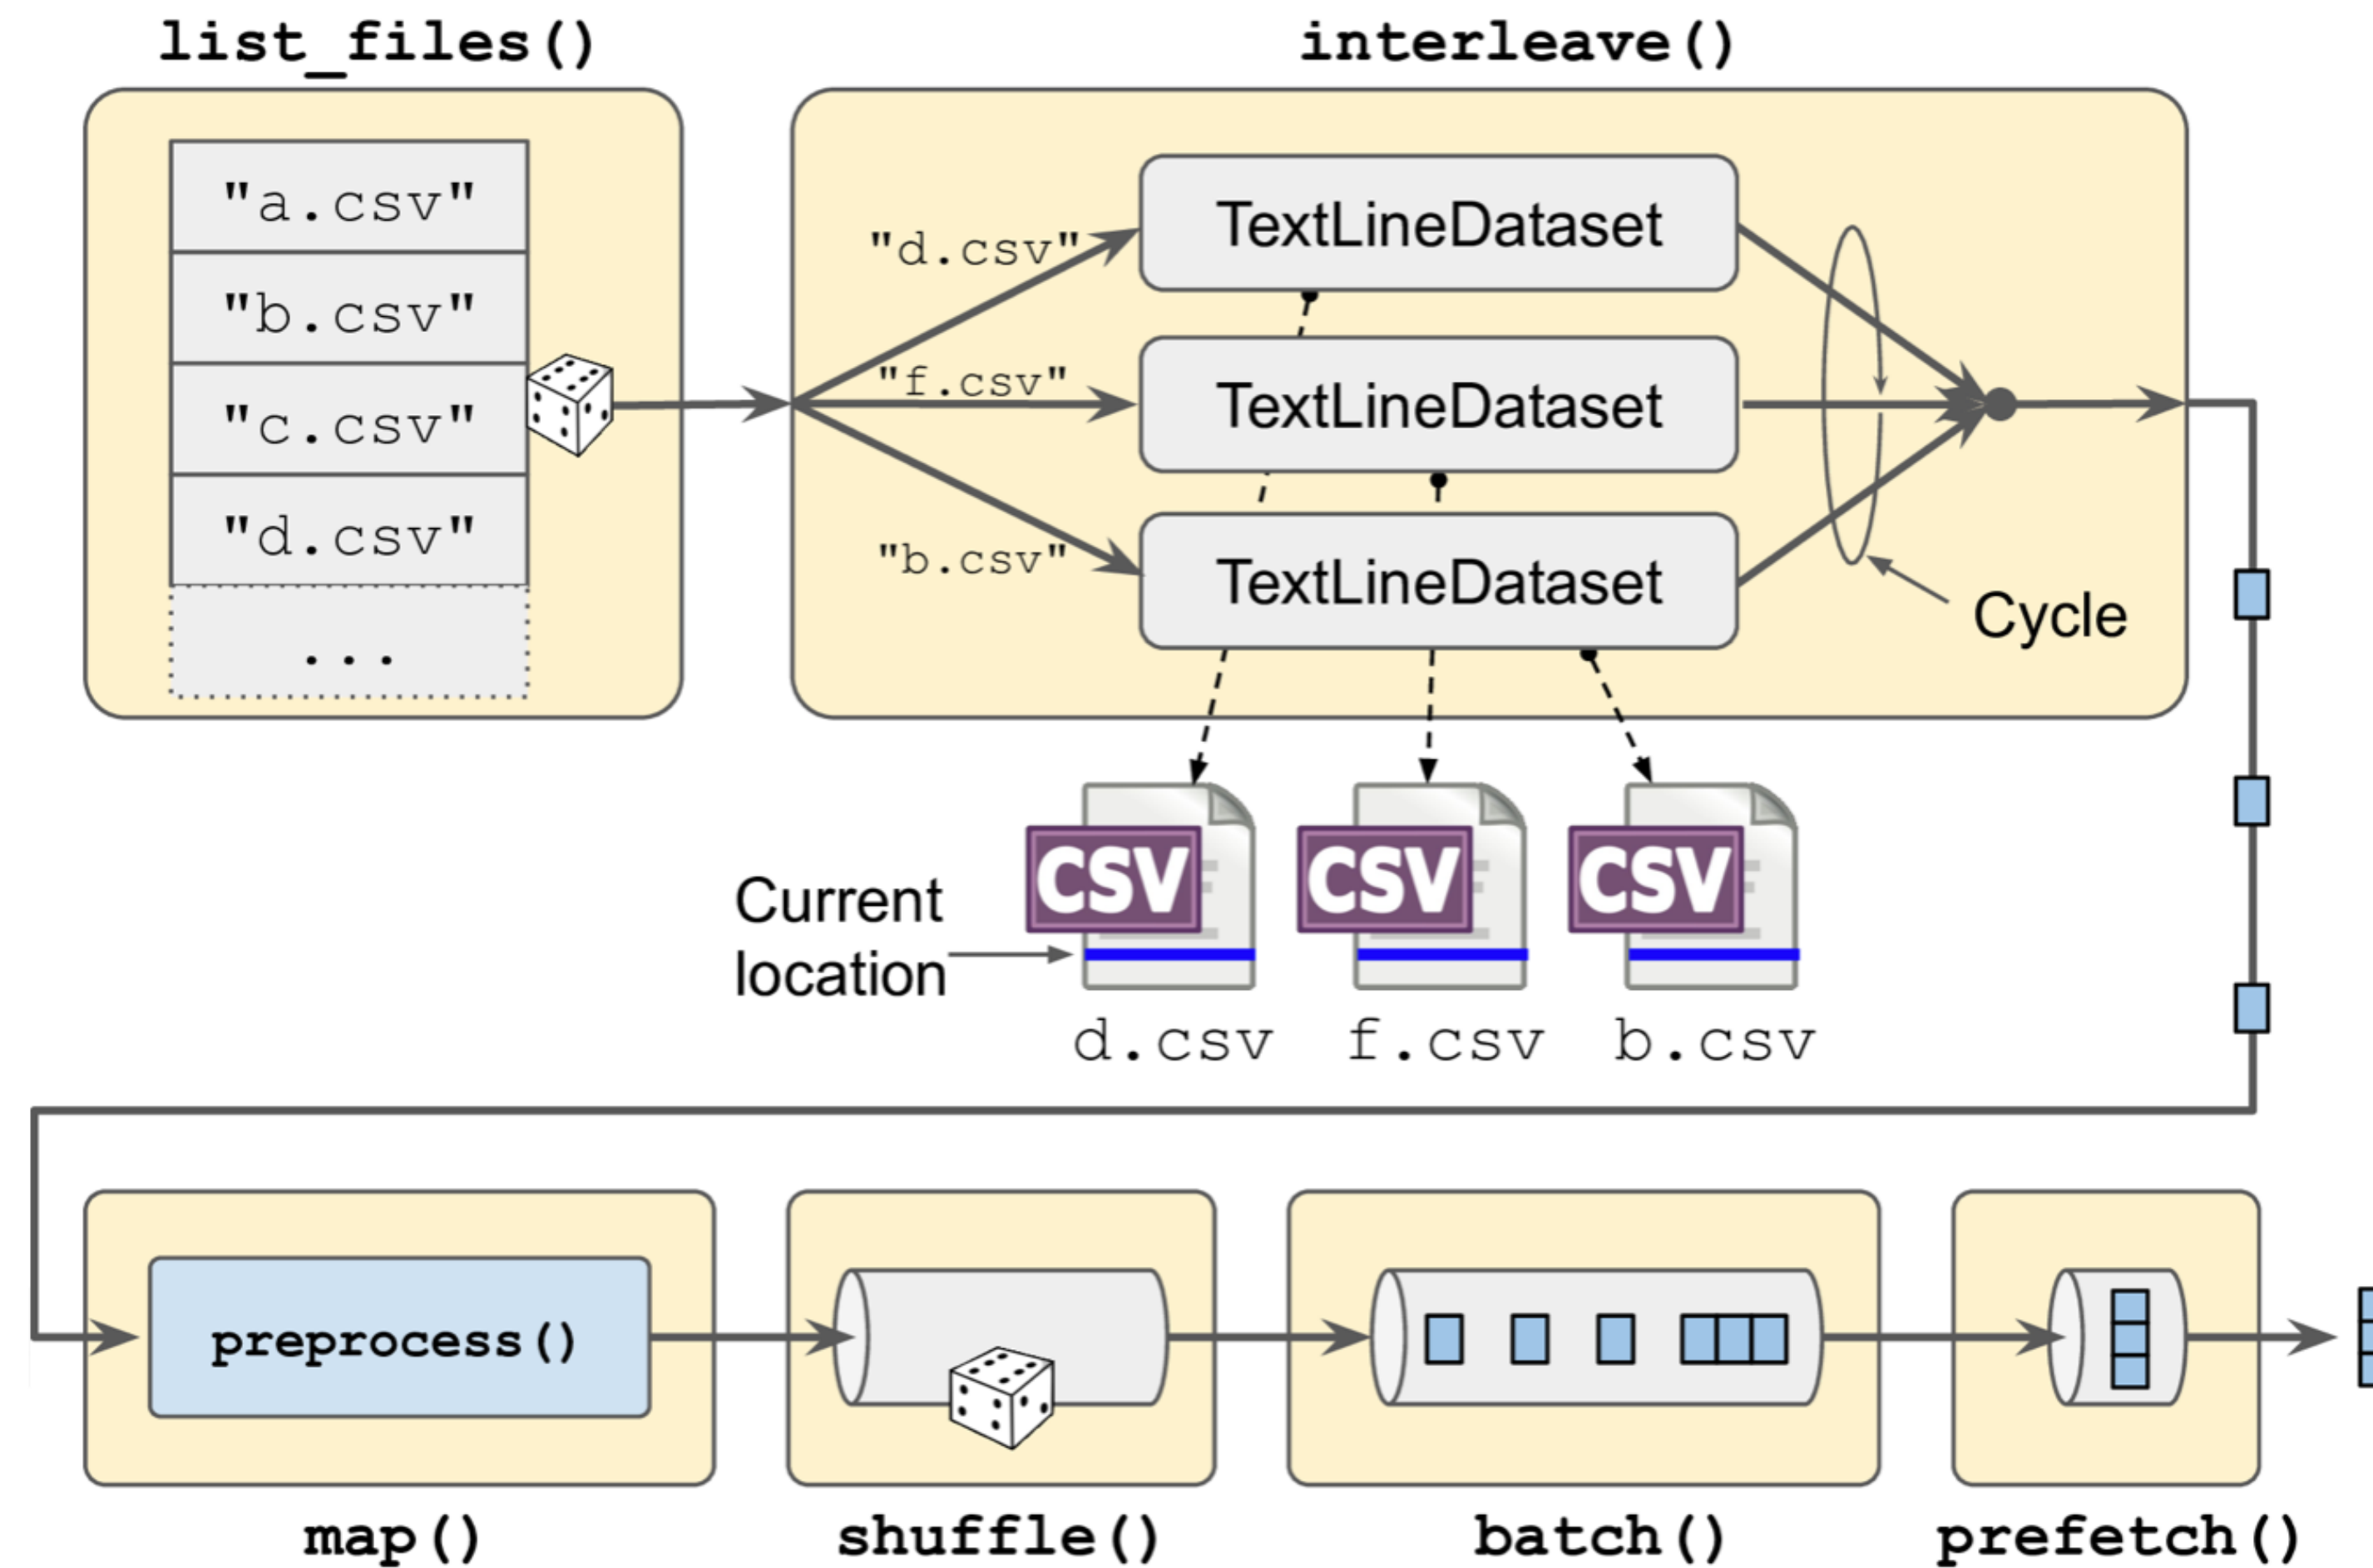 list_files()
interleave()
"a.csv"
"b.csv"
"c.csv"
"d.csv"
...
"d.csv"
"f.csv"
"b.csv"
TextLineDataset
TextLineDataset
TextLineDataset
Cycle
CSV
CSV
CSV
Current
location
d.csv
f.csv
b.csv
preprocess()
map()
shuffle()
batch()
prefetch()